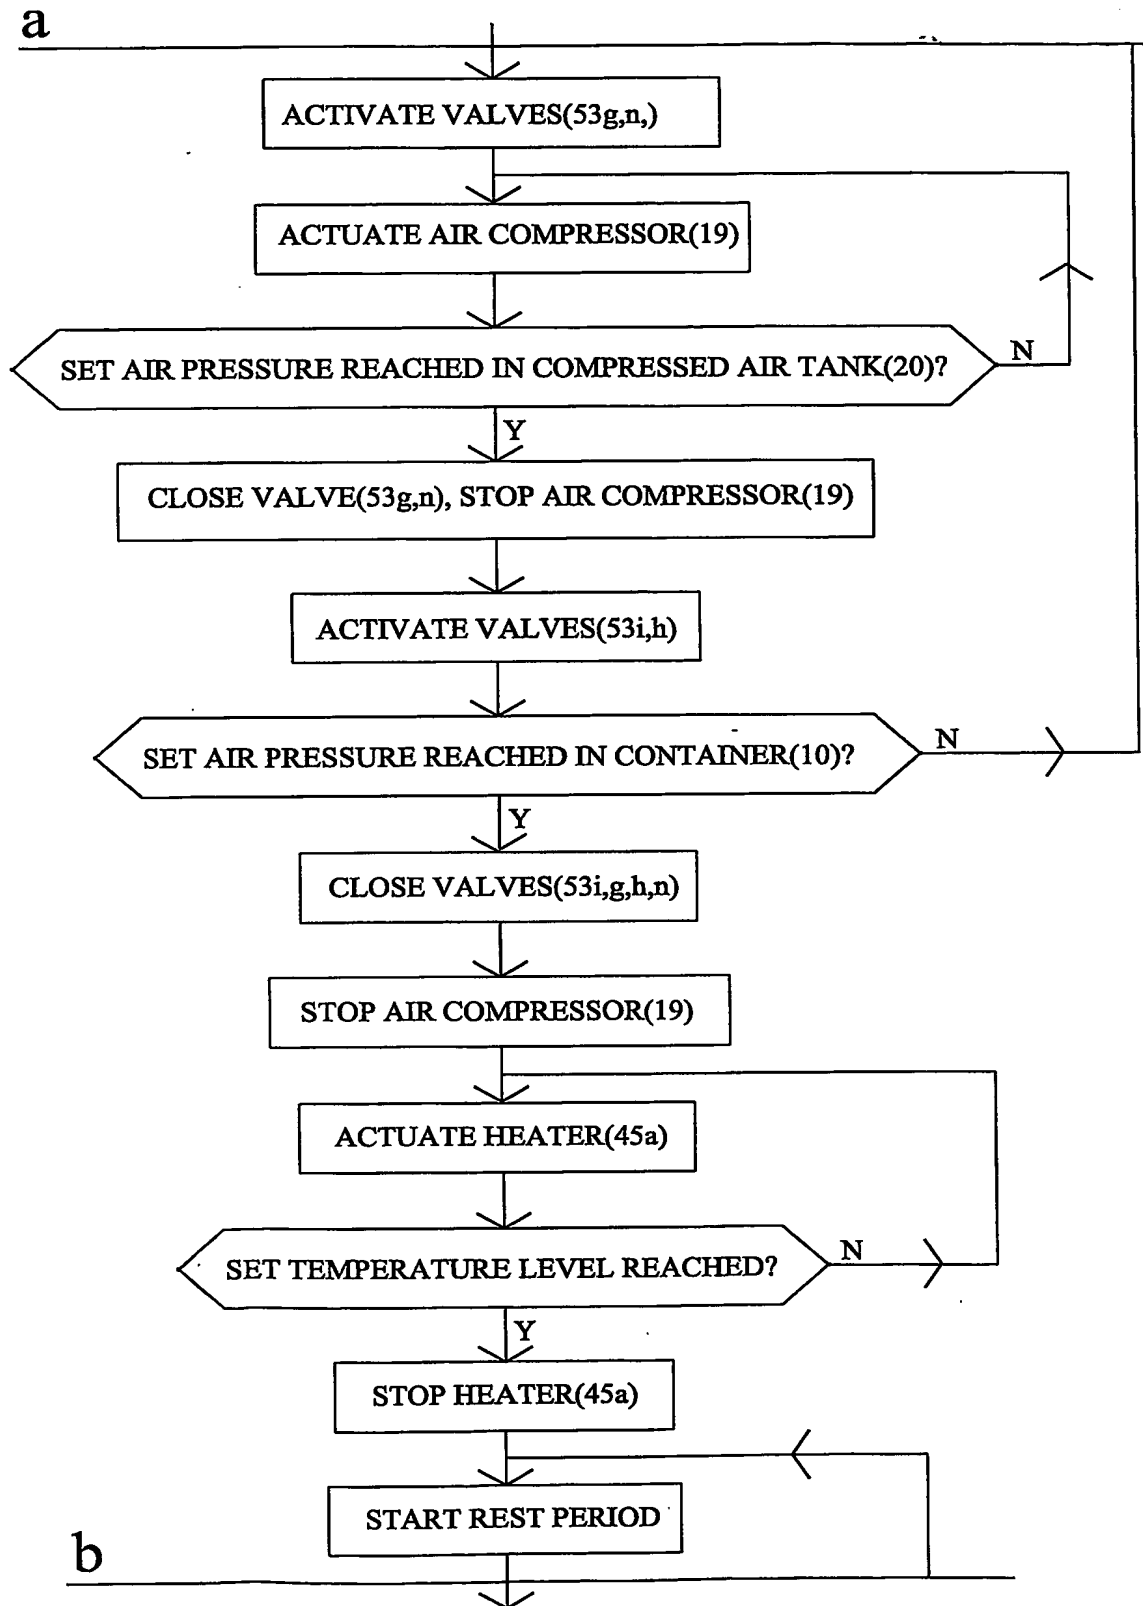 a
ACTIVATE VALVES(53g,n,)
ACTUATE AIR COMPRESSOR(19)
SET AIR PRESSURE REACHED IN COMPRESSED AIR TANK(20)?
N
Y
CLOSE VALVE(53g,n), STOP AIR COMPRESSOR(19)
ACTIVATE VALVES(53i,h)
SET AIR PRESSURE REACHED IN CONTAINER(10)?
N
Y
CLOSE VALVES(53i,g,h,n)
STOP AIR COMPRESSOR(19)
ACTUATE HEATER(45a)
SET TEMPERATURE LEVEL REACHED?
N
Y
STOP HEATER(45a)
START REST PERIOD
b